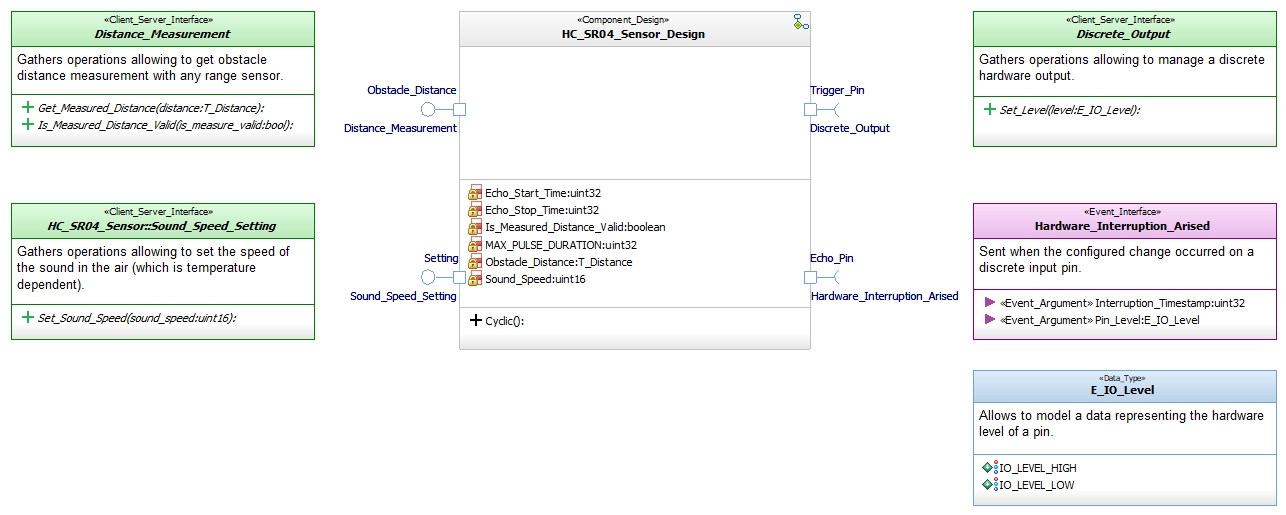 «Client_Server_Interface»
Distance_Measurement
Gathers operations allowing to get obstacle
distance measurement with any range sensor.
Get_Measured_Distance(distance:T_Distance):
Is_Measured_Distance_Valid(is_measure_valid:bool):
«Client_Server_Interface»
HC_SR04_Sensor::Sound_Speed_Setting
Gathers operations allowing to set the speed of
the sound in the air (which is temperature
dependent).
Set_Sound_Speed(sound_speed:uint16):
«Component_Design»
HC_SR04_Sensor_Design
Obstacle_Distance
Distance_Measurement
Trigger_Pin
Discrete_Output
Echo_Start_Time:uint32
Echo_Stop_Time:uint32
Is_Measured_Distance_Valid:boolean
MAX_PULSE_DURATION:uint32
Obstacle_Distance:T_Distance
Sound_Speed:uint16
Setting
Sound_Speed_Setting
Echo_Pin
Hardware_Interruption_Arised
Cyclic():
«Client_Server_Interface»
Discrete_Output
Gathers operations allowing to manage a discrete
hardware output.
Set_Level(level:E_IO_Level):
«Event_Interface»
Hardware_Interruption_Arised
Sent when the configured change occurred on a
discrete input pin.
«Event_Argument» Interruption_Timestamp:uint32
«Event_Argument» Pin_Level:E_IO_Level
«Data_Type»
E_IO_Level
Allows to model a data representing the hardware
level of a pin.
IO_LEVEL_HIGH
IO_LEVEL_LOW